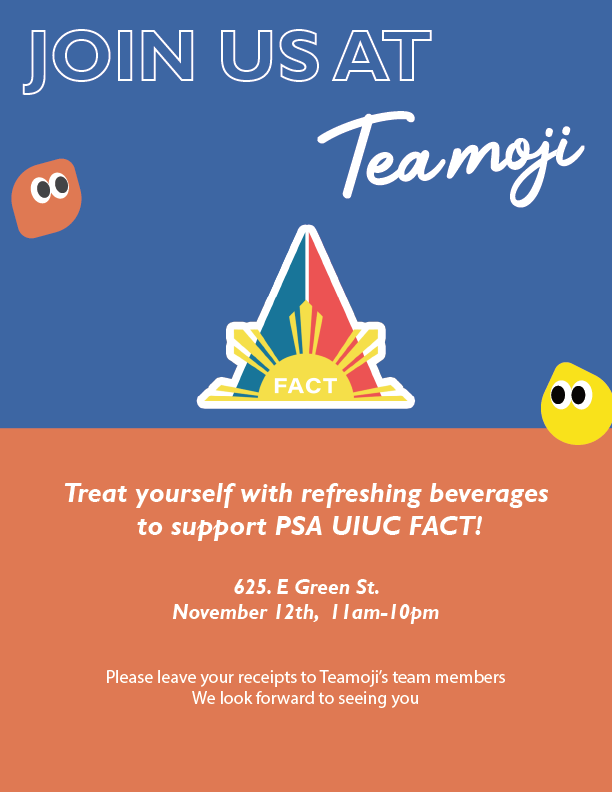 JOIN US AT
Teamoji
FACT
Treat yourself with refreshing beverages
to support PSA UIUC FACT!
625. E Green St.
November 12th, 11am-10pm
Please leave your receipts to Teamoji's team members
We look forward to seeing you